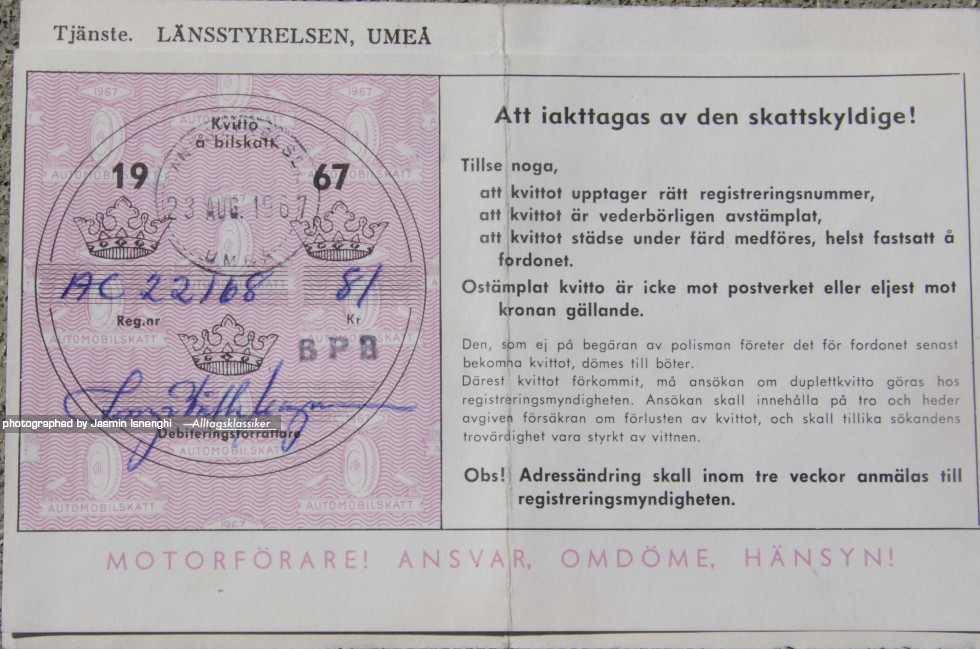 Tjänste. LÄNSSTYRELSEN, UMEÅ
1967
1967
Kvitto
å bilskatt
19 67
23 AUG. 1967
UMEÅ
AC 22168 81
Reg.nr Kr
BPB
AUTOMOBILSKATT
AUTOMOBILSKATT
Debiteringsförrättare
AUTOMOBILSKATT
AUTOMOBILSKATT
AUTOMOBILSKATT
1967
photographed by Jasmin Isnenghi —Alltagsklassiker
Att iakttagas av den skattskyldige!
Tillse noga,
att kvittot upptager rätt registreringsnummer,
att kvittot är vederbörligen avstämplat,
att kvittot städse under färd medföres, helst fastsatt å
fordonet.
Ostämplat kvitto är icke mot postverket eller eljest mot
kronan gällande.
Den, som ej på begäran av polisman företer det för fordonet senast
bekomna kvittot, dömes till böter.
Därest kvittot förkommit, må ansökan om duplettkvitto göras hos
registreringsmyndigheten. Ansökan skall innehålla på tro och heder
avgiven försäkran om förlusten av kvittot, och skall tillika sökandens
trovärdighet vara styrkt av vittnen.
Obs! Adressändring skall inom tre veckor anmälas till
registreringsmyndigheten.
MOTORFÖRARE! ANSVAR, OMDÖME, HÄNSYN!